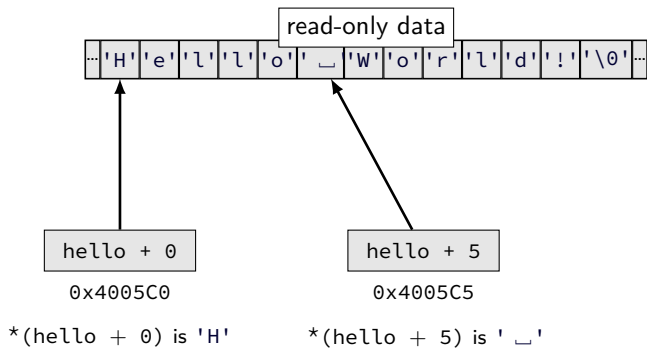 read-only data
… 'H' 'e' 'l' 'l' 'o' '␣' 'W' 'o' 'r' 'l' 'd' '!' '\0' …
hello + 0 hello + 5
0x4005C0 0x4005C5
*(hello + 0) is 'H' *(hello + 5) is '␣'